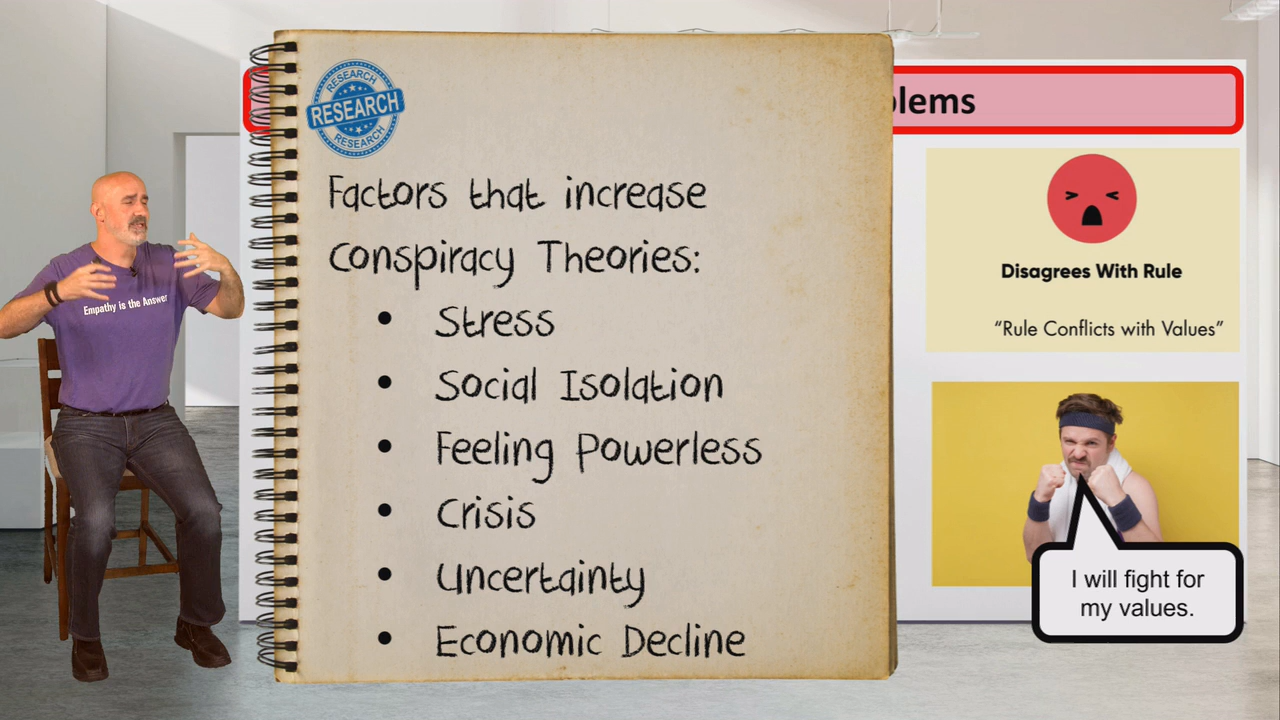 RESEARCH
RESEARCH
RESEARCH
Factors that increase
Conspiracy Theories:
• Stress
• Social Isolation
• Feeling Powerless
• Crisis
• Uncertainty
• Economic Decline
Empathy is the Answer
Disagrees With Rule
“Rule Conflicts with Values”
I will fight for
my values.